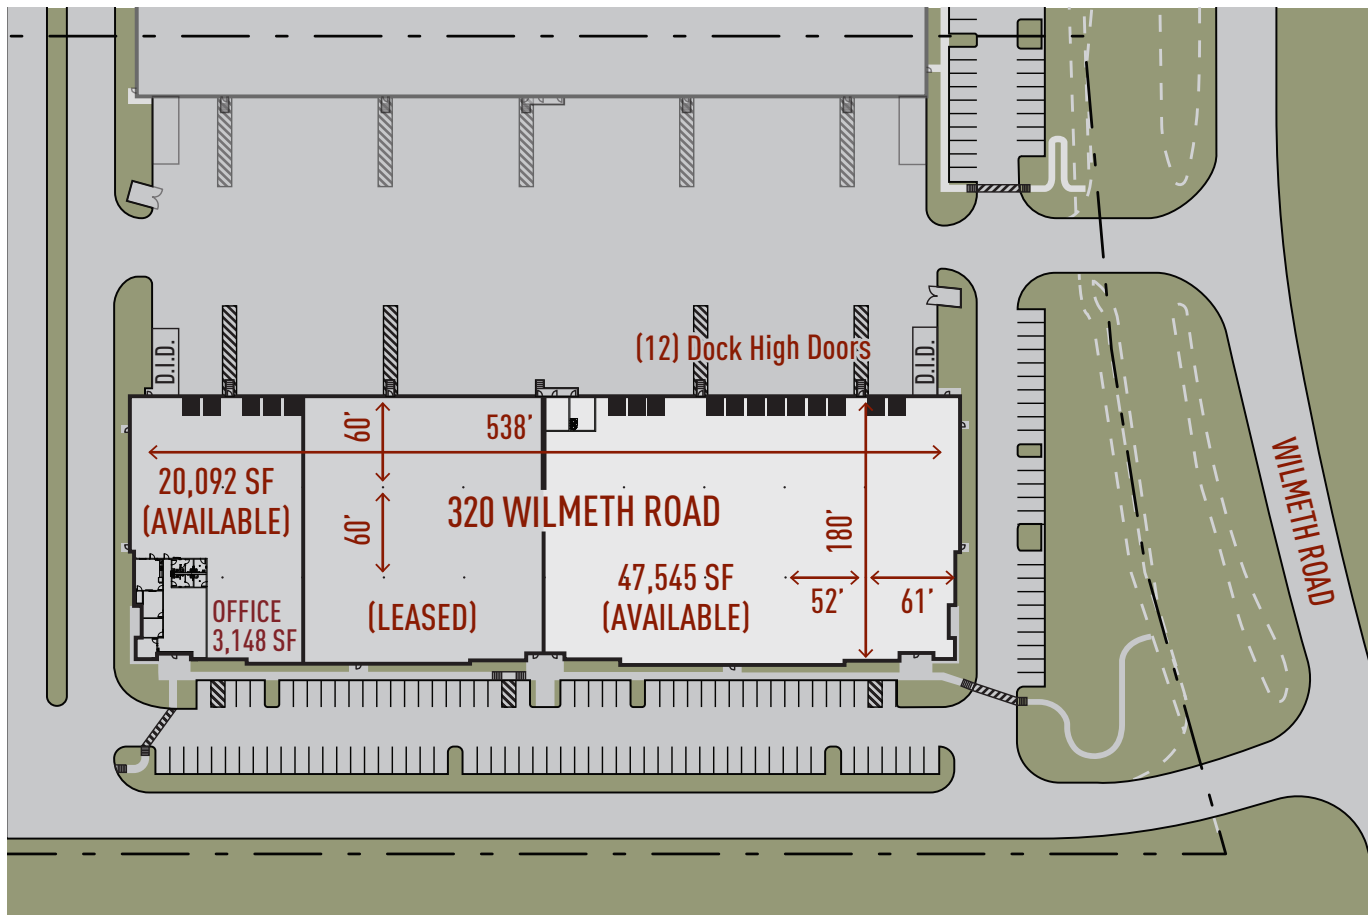 (12) Dock High Doors
D.I.D.
D.I.D.
60'
538'
20,092 SF
(AVAILABLE)
320 WILMETH ROAD
60'
180'
47,545 SF
(AVAILABLE)
52'
61'
OFFICE
3,148 SF
(LEASED)
WILMETH ROAD